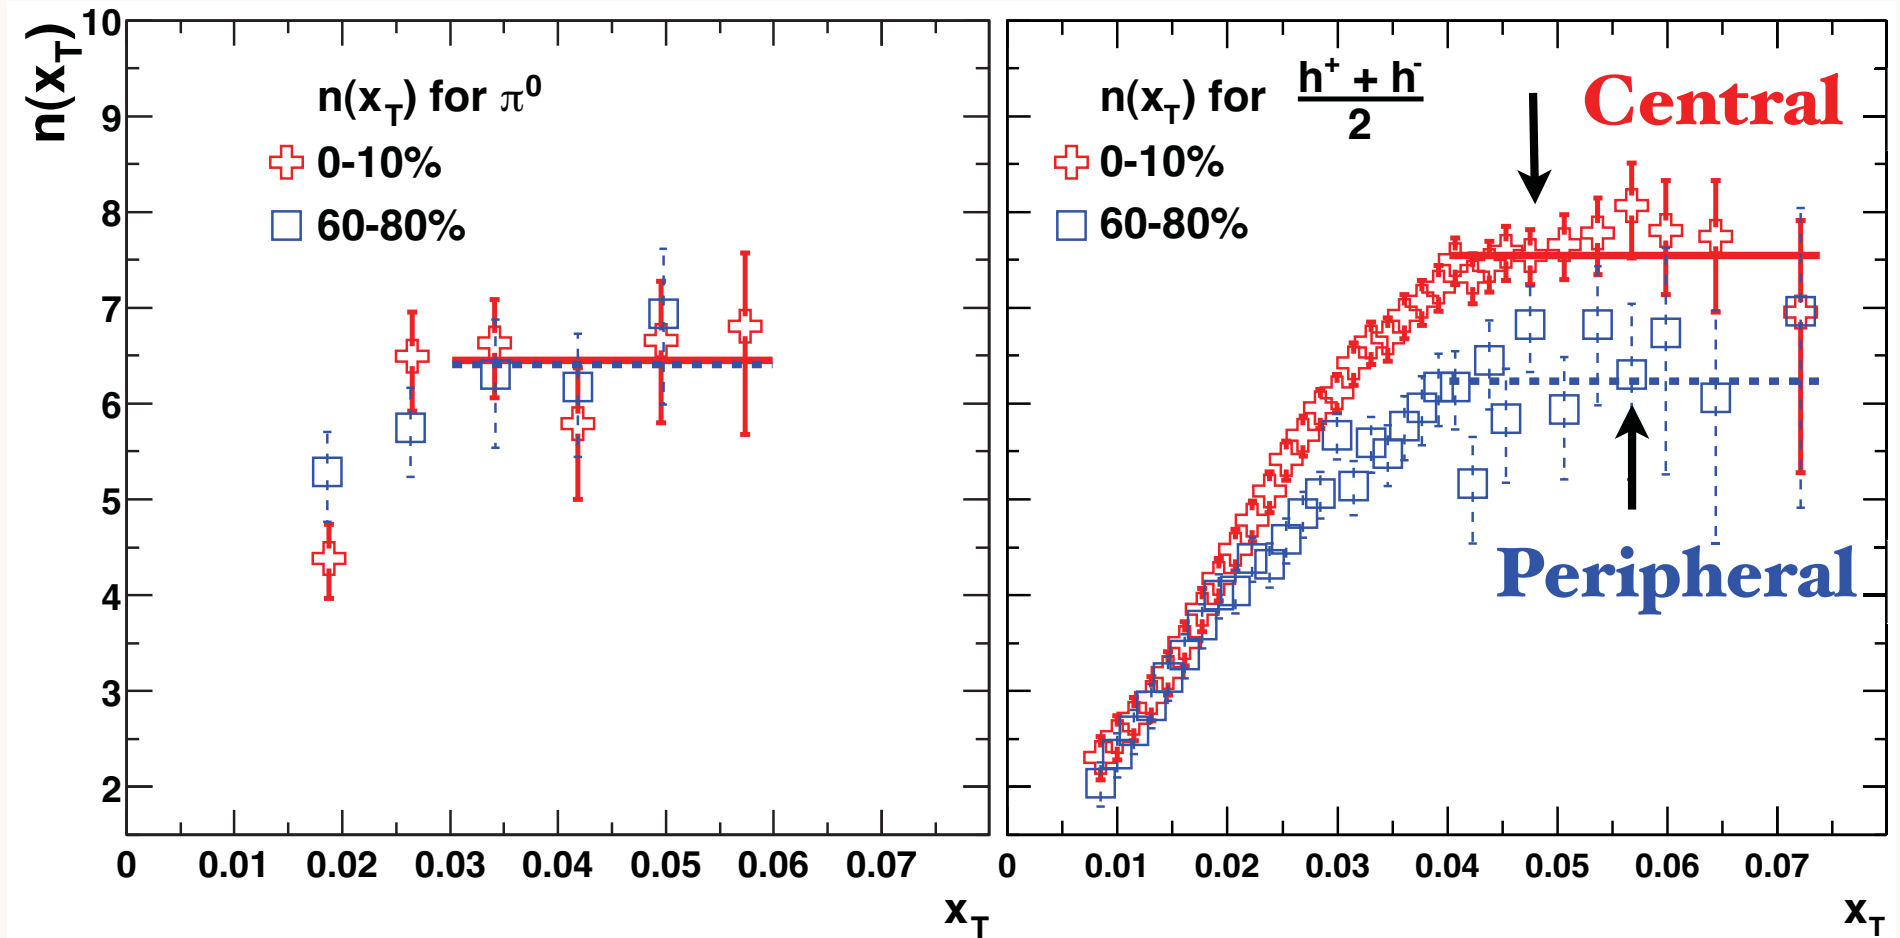 n(x_T)
10
9
8
7
6
5
4
3
2
n(x_T) for π⁰
0-10%
60-80%
0 0.01 0.02 0.03 0.04 0.05 0.06 0.07
x_T
n(x_T) for h⁺ + h⁻
2
0-10%
60-80%
Central
Peripheral
0 0.01 0.02 0.03 0.04 0.05 0.06 0.07
x_T